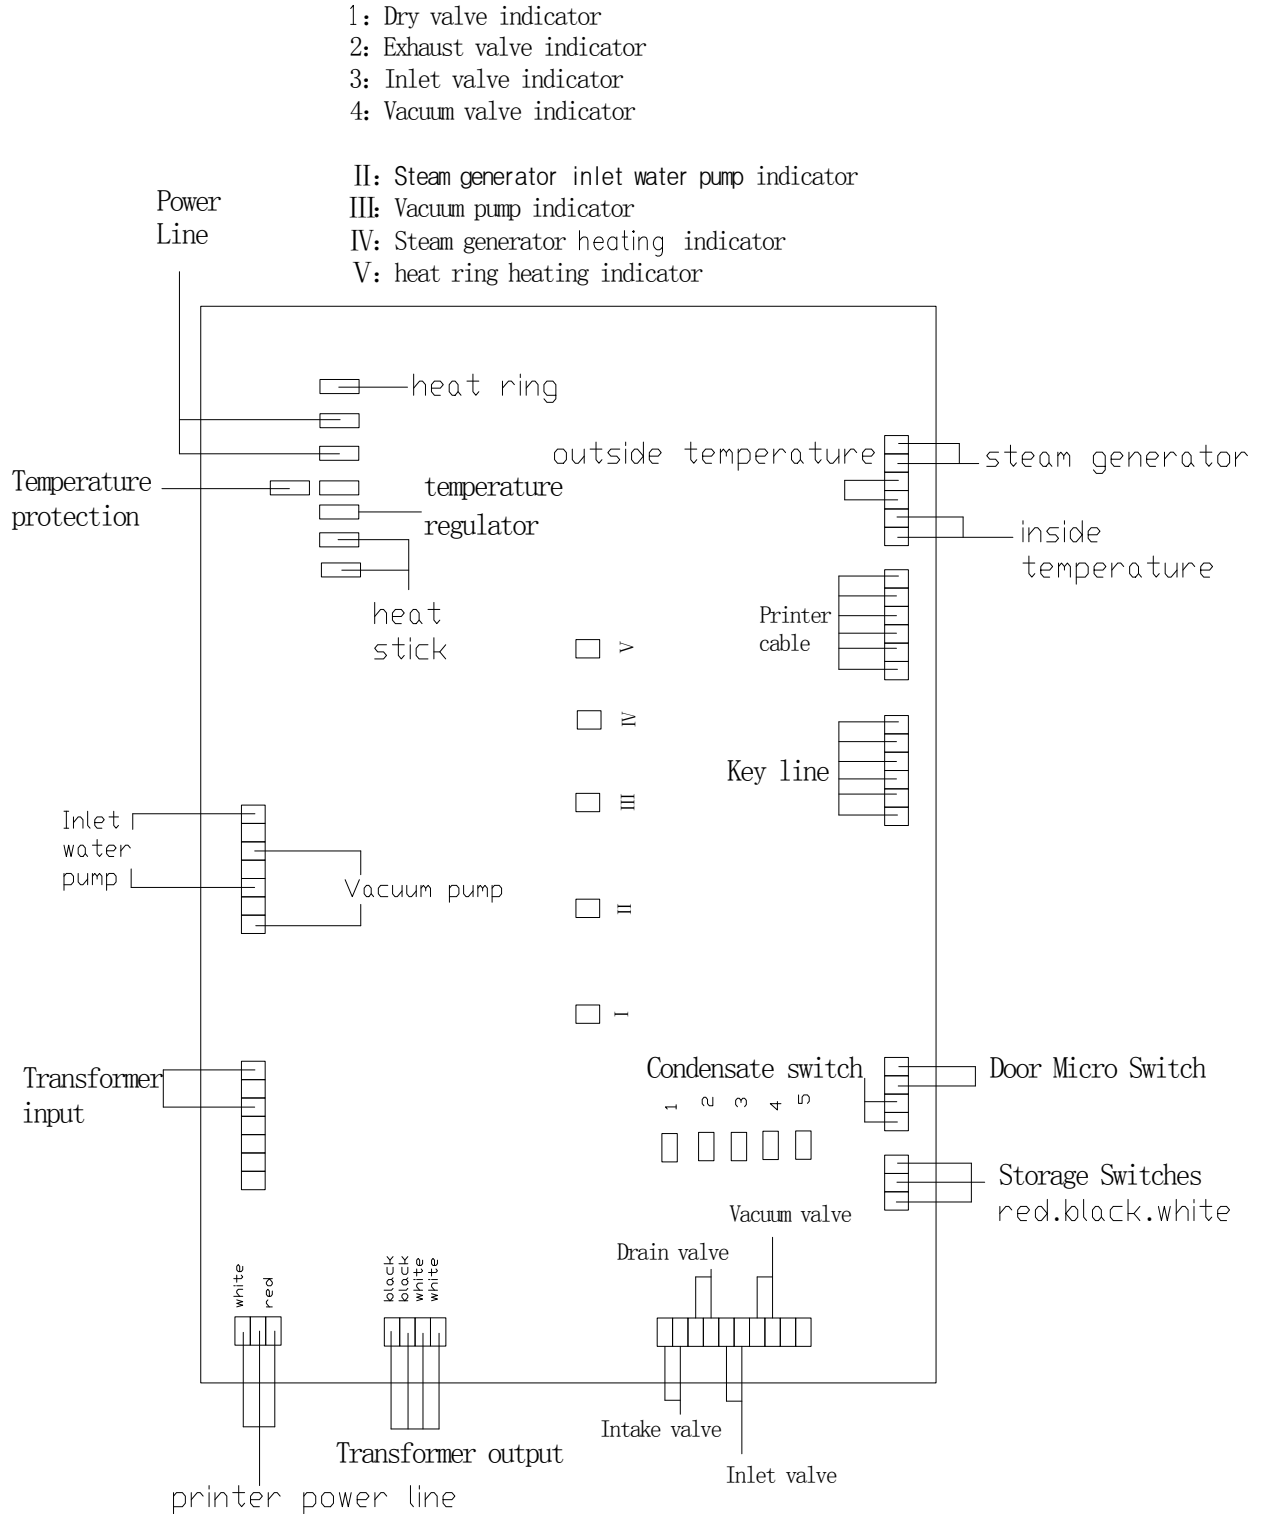 1: Dry valve indicator
2: Exhaust valve indicator
3: Inlet valve indicator
4: Vacuum valve indicator
II: Steam generator inlet water pump indicator
III: Vacuum pump indicator
IV: Steam generator heating indicator
V: heat ring heating indicator
Power
Line
heat ring
outside temperature
steam generator
Temperature
protection
temperature
regulator
inside
temperature
heat
stick
Printer
cable
V
IV
Key line
III
Inlet
water
pump
Vacuum pump
II
I
Transformer
input
Condensate switch
Door Micro Switch
1
2
3
4
5
Storage Switches
red.black.white
Vacuum valve
Drain valve
white
red
black
black
white
white
Intake valve
Transformer output
Inlet valve
printer power line